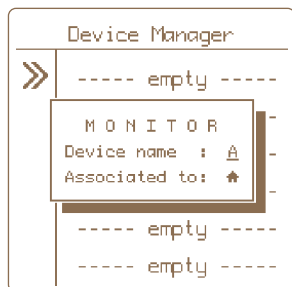 Device Manager
----- empty -----
M O N I T O R
Device name : A
Associated to:
----- empty -----
----- empty -----